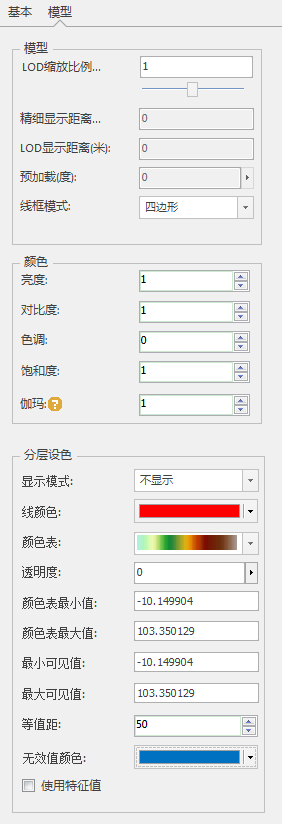 基本 模型
模型
LOD缩放比例... 1
精细显示距离... 0
LOD显示距离(米): 0
预加载(度): 0
线框模式: 四边形
颜色
亮度: 1
对比度: 1
色调: 0
饱和度: 1
伽玛: ? 1
分层设色
显示模式: 不显示
线颜色:
颜色表:
透明度: 0
颜色表最小值: -10.149904
颜色表最大值: 103.350129
最小可见值: -10.149904
最大可见值: 103.350129
等值距: 50
无效值颜色:
使用特征值